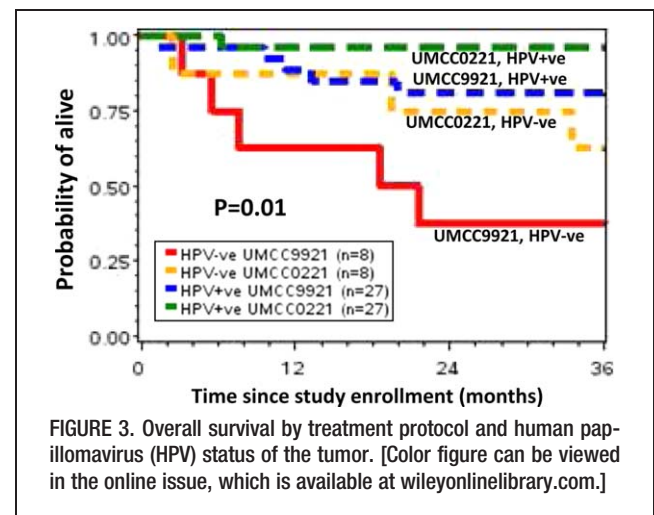 1.00
0.75
0.50
0.25
0.00
Probability of alive
UMCC0221, HPV+ve
UMCC9921, HPV+ve
UMCC0221, HPV-ve
P=0.01
UMCC9921, HPV-ve
HPV-ve UMCC9921 (n=8)
HPV-ve UMCC0221 (n=8)
HPV+ve UMCC9921 (n=27)
HPV+ve UMCC0221 (n=27)
0 12 24 36
Time since study enrollment (months)
FIGURE 3. Overall survival by treatment protocol and human pap-
illomavirus (HPV) status of the tumor. [Color figure can be viewed
in the online issue, which is available at wileyonlinelibrary.com.]